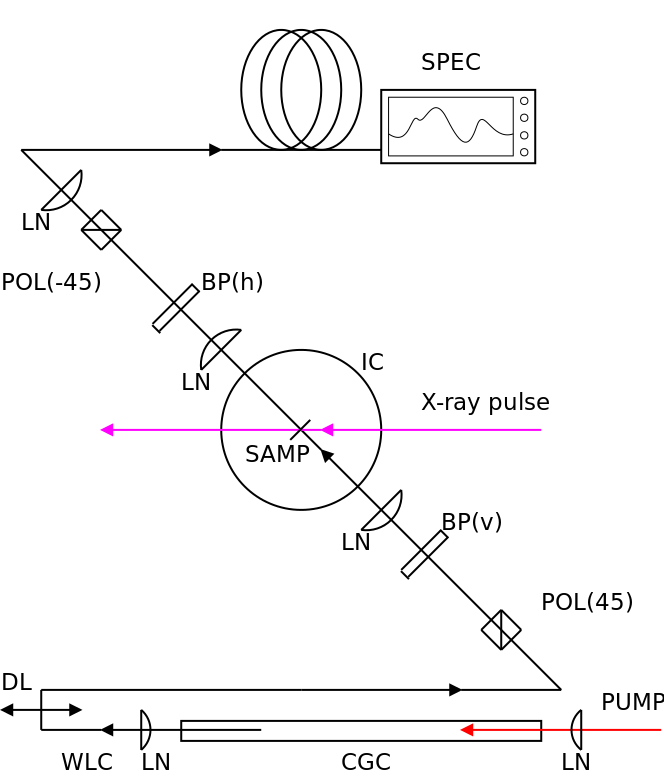 SPEC
LN
POL(-45)
BP(h)
LN
IC
X-ray pulse
SAMP
LN
BP(v)
POL(45)
DL
PUMP
WLC
LN
CGC
LN